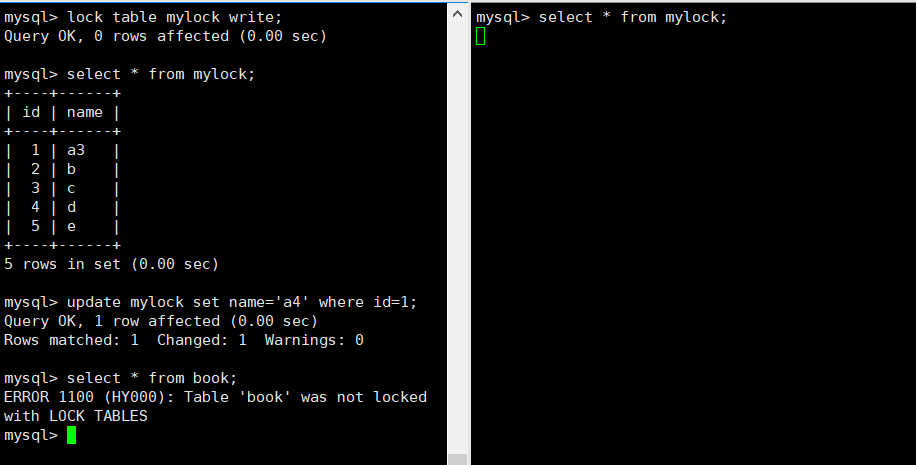 mysql> lock table mylock write;
Query OK, 0 rows affected (0.00 sec)
mysql> select * from mylock;
+----+------+
| id | name |
+----+------+
|  1 | a3   |
|  2 | b    |
|  3 | c    |
|  4 | d    |
|  5 | e    |
+----+------+
5 rows in set (0.00 sec)
mysql> update mylock set name='a4' where id=1;
Query OK, 1 row affected (0.00 sec)
Rows matched: 1  Changed: 1  Warnings: 0
mysql> select * from book;
ERROR 1100 (HY000): Table 'book' was not locked
with LOCK TABLES
mysql>
mysql> select * from mylock;